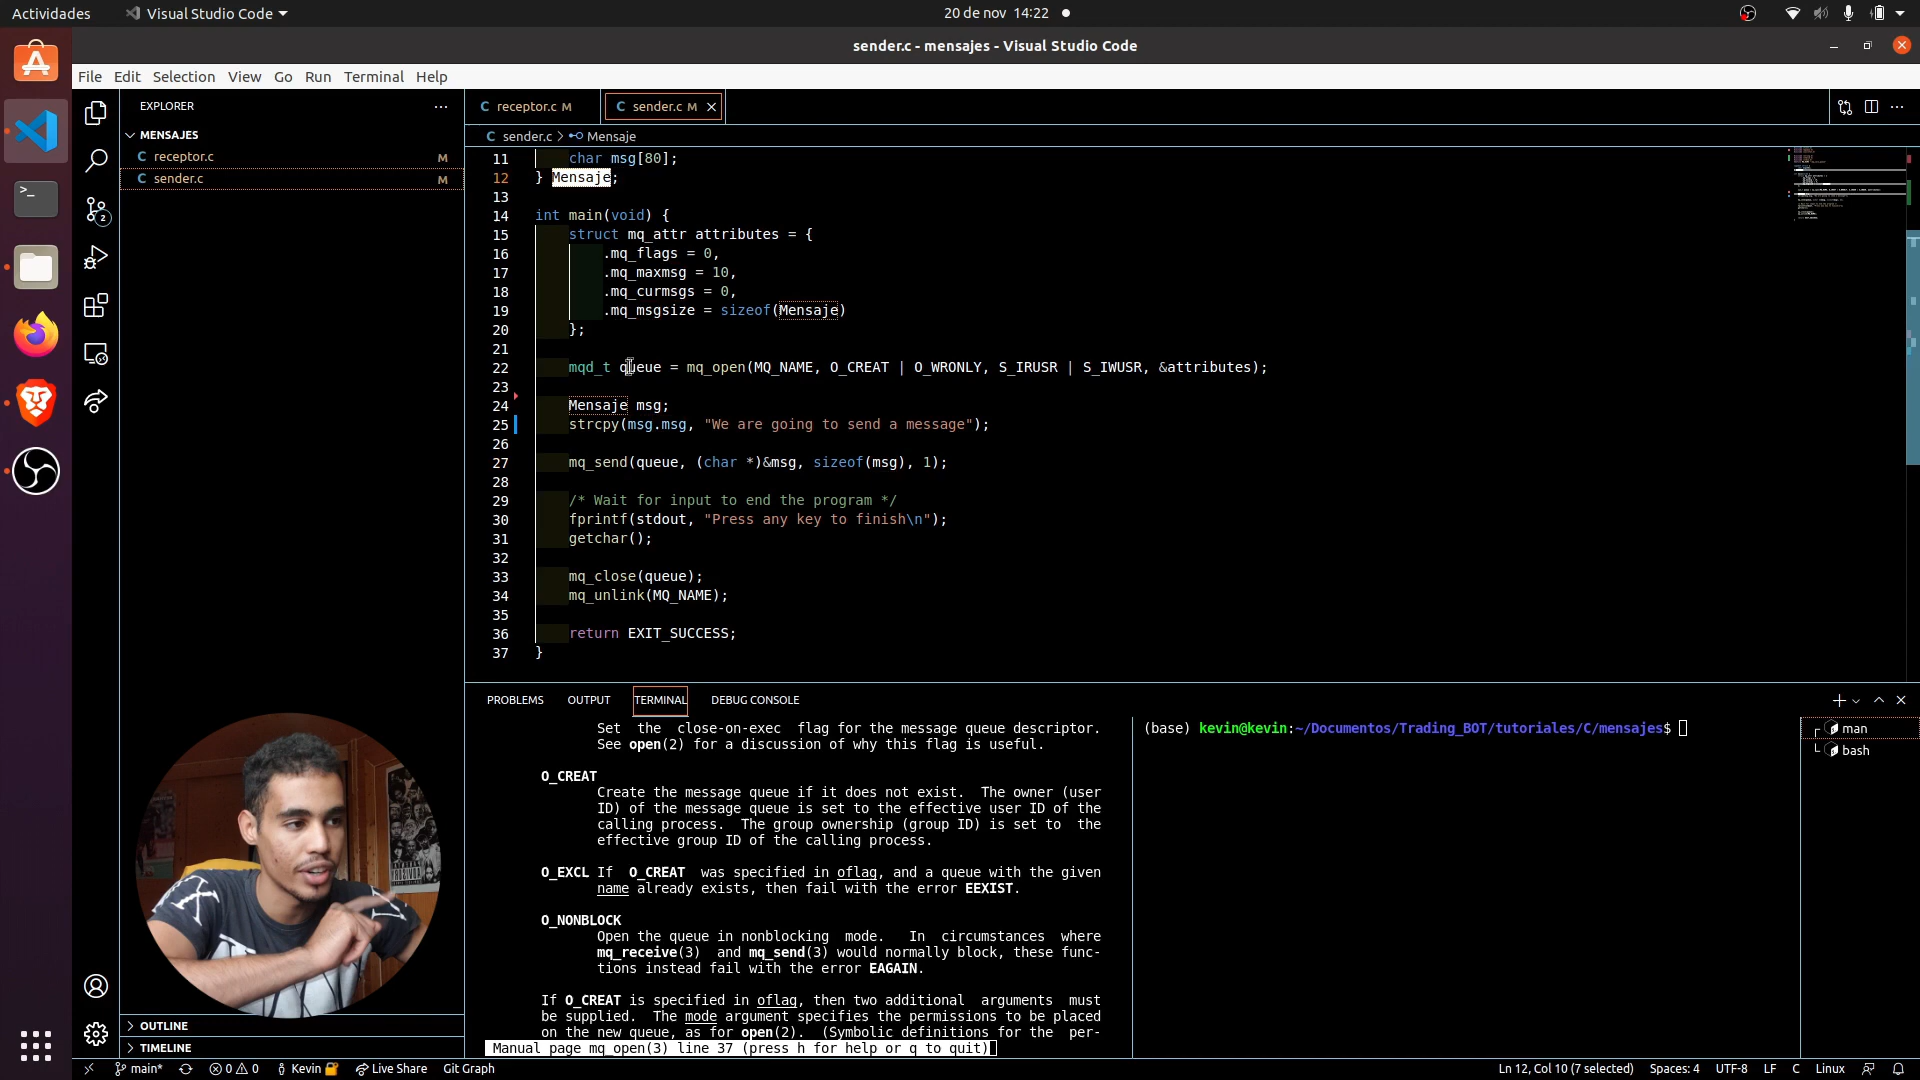 Actividades
Visual Studio Code
20 de nov 14:22
sender.c - mensajes - Visual Studio Code
File Edit Selection View Go Run Terminal Help
EXPLORER
MENSAJES
receptor.c M
sender.c M
2
receptor.c M
sender.c M
sender.c > Mensaje
11 char msg[80];
12 } Mensaje;
13
14 int main(void) {
15 struct mq_attr attributes = {
16 .mq_flags = 0,
17 .mq_maxmsg = 10,
18 .mq_curmsgs = 0,
19 .mq_msgsize = sizeof(Mensaje)
20 };
21
22 mqd_t queue = mq_open(MQ_NAME, O_CREAT | O_WRONLY, S_IRUSR | S_IWUSR, &attributes);
23
24 Mensaje msg;
25 strcpy(msg.msg, "We are going to send a message");
26
27 mq_send(queue, (char *)&msg, sizeof(msg), 1);
28
29 /* Wait for input to end the program */
30 fprintf(stdout, "Press any key to finish\n");
31 getchar();
32
33 mq_close(queue);
34 mq_unlink(MQ_NAME);
35
36 return EXIT_SUCCESS;
37 }
PROBLEMS OUTPUT TERMINAL DEBUG CONSOLE
Set the close-on-exec flag for the message queue descriptor.
See open(2) for a discussion of why this flag is useful.
O_CREAT
Create the message queue if it does not exist. The owner (user
ID) of the message queue is set to the effective user ID of the
calling process. The group ownership (group ID) is set to the
effective group ID of the calling process.
O_EXCL If O_CREAT was specified in oflag, and a queue with the given
name already exists, then fail with the error EEXIST.
O_NONBLOCK
Open the queue in nonblocking mode. In circumstances where
mq_receive(3) and mq_send(3) would normally block, these func-
tions instead fail with the error EAGAIN.
If O_CREAT is specified in oflag, then two additional arguments must
be supplied. The mode argument specifies the permissions to be placed
on the new queue, as for open(2). (Symbolic definitions for the per-
Manual page mq_open(3) line 37 (press h for help or q to quit)
(base) kevin@kevin:~/Documentos/Trading_BOT/tutoriales/C/mensajes$
man
bash
OUTLINE
TIMELINE
main* 0 0 Kevin Live Share Git Graph
Ln 12, Col 10 (7 selected) Spaces: 4 UTF-8 LF C Linux